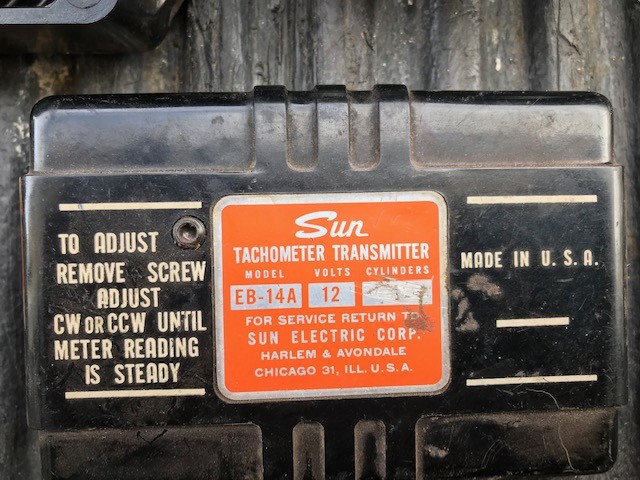 TO ADJUST
REMOVE SCREW
ADJUST
CW OR CCW UNTIL
METER READING
IS STEADY
Sun
TACHOMETER TRANSMITTER
MODEL VOLTS CYLINDERS
EB-14A 12
FOR SERVICE RETURN TO
SUN ELECTRIC CORP.
HARLEM & AVONDALE
CHICAGO 31, ILL. U.S.A.
MADE IN U.S.A.